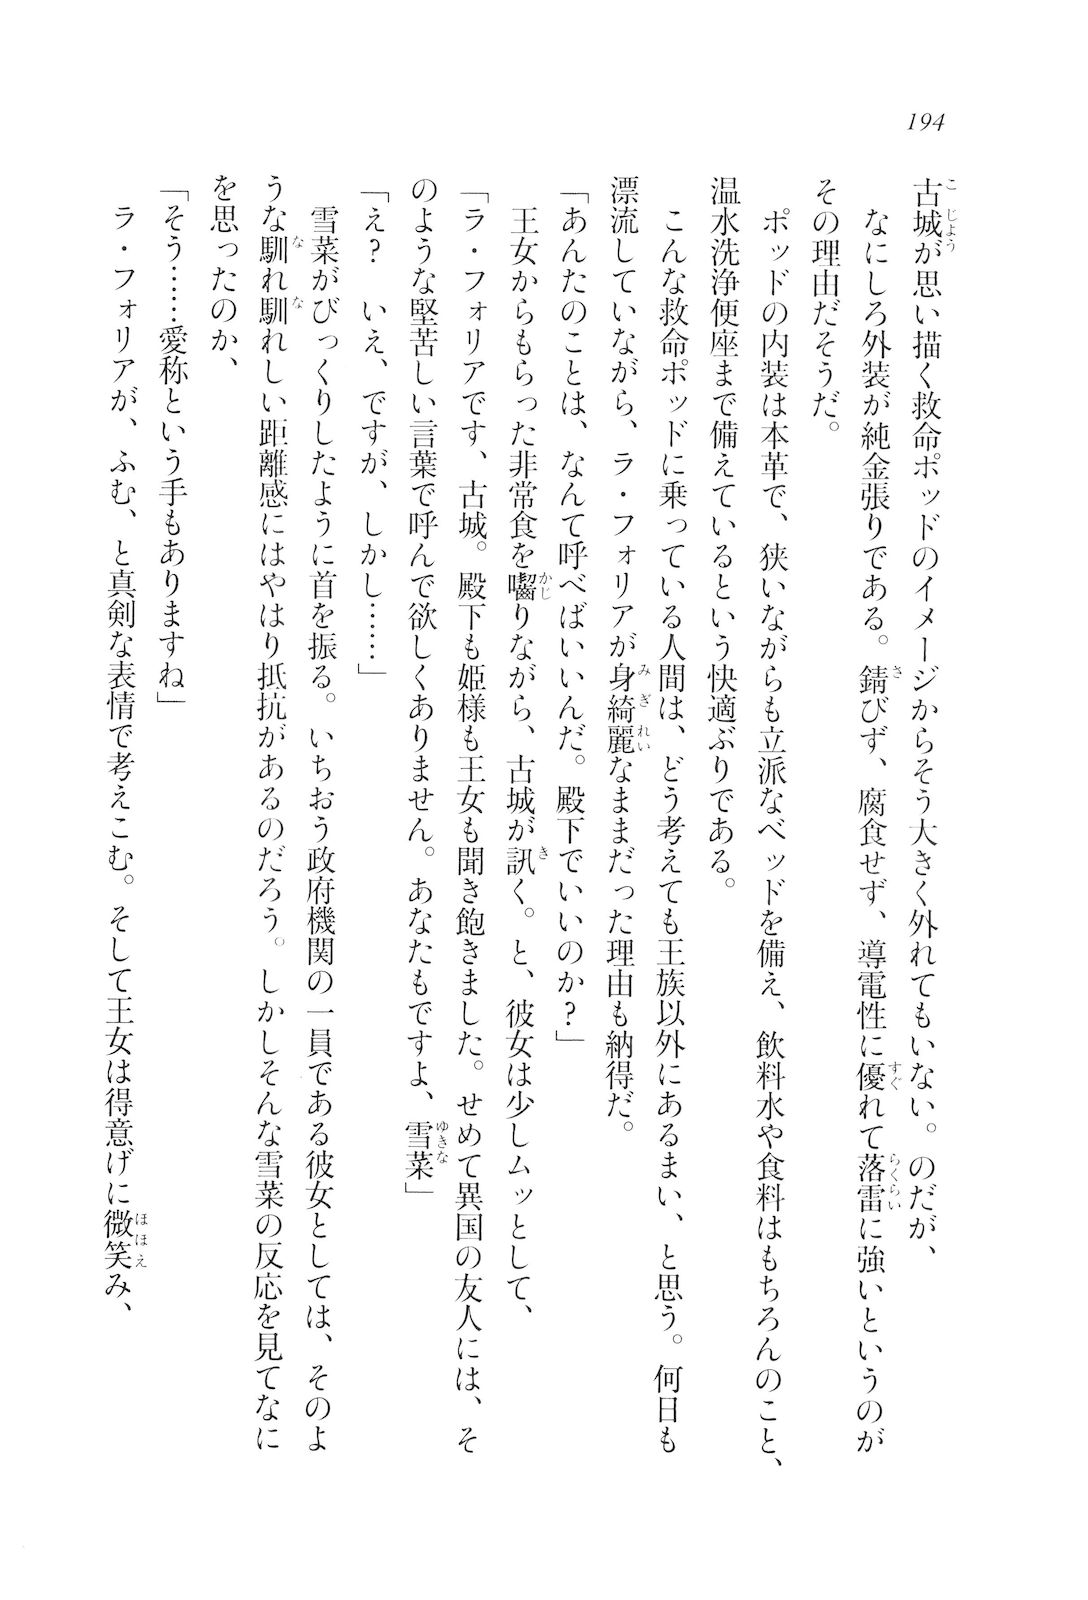 194
古城が思い描く救命ポッドのイメージからそう大きく外れてもいない。のだが、
なにしろ外装が純金張りである。錆びず、腐食せず、導電性に優れて落雷に強いというのが
その理由だそうだ。
ポッドの内装は本革で、狭いながらも立派なベッドを備え、飲料水や食料はもちろんのこと、
温水洗浄便座まで備えているという快適ぶりである。
こんな救命ポッドに乗っている人間は、どう考えても王族以外にあるまい、と思う。何日も
漂流していながら、ラ・フォリアが身綺麗なままだった理由も納得だ。
「あんたのことは、なんて呼べばいいんだ。殿下でいいのか？」
王女からもらった非常食を囓りながら、古城が訊く。と、彼女は少しムッとして、
「ラ・フォリアです、古城。殿下も姫様も王女も聞き飽きました。せめて異国の友人には、そ
のような堅苦しい言葉で呼んで欲しくありません。あなたもですよ、雪菜」
「え？　いえ、ですが、しかし……」
雪菜がびっくりしたように首を振る。いちおう政府機関の一員である彼女としては、そのよ
うな馴れ馴れしい距離感にはやはり抵抗があるのだろう。しかしそんな雪菜の反応を見てなに
を思ったのか、
「そう……愛称という手もありますね」
ラ・フォリアが、ふむ、と真剣な表情で考えこむ。そして王女は得意げに微笑み、